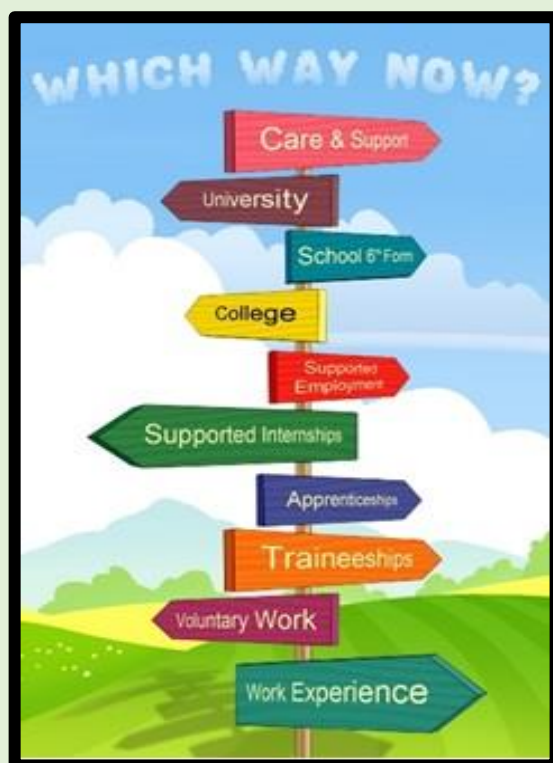 WHICH WAY NOW?
Care & Support
University
School 6th Form
College
Supported
Employment
Supported Internships
Apprenticeships
Traineeships
Voluntary Work
Work Experience